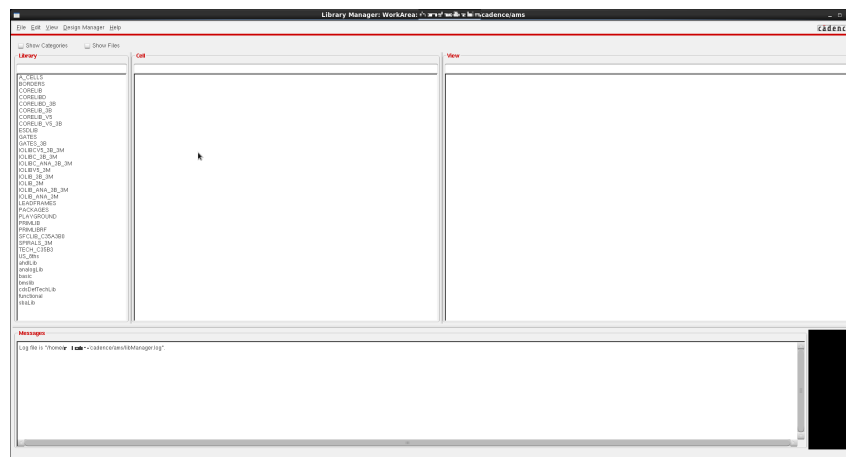 Library Manager: WorkArea: cadence/ams
File Edit View Design Manager Help
cadenc
Show Categories Show Files
Library Cell View
A_CELLS
BORDERS
CORELIB
CORELIBD
CORELIBD_3B
CORELIB_3B
CORELIB_V5
CORELIB_V5_3B
ESDLIB
GATES
GATES_3B
IOLIBCV5_3B_3M
IOLIBC_3B_3M
IOLIBC_ANA_3B_3M
IOLIBV5_3M
IOLIB_3B_3M
IOLIB_3M
IOLIB_ANA_3B_3M
IOLIB_ANA_3M
LEADFRAMES
PACKAGES
PLAYGROUND
PRIMLIB
PRIMLIBRF
SFCLIB_C35A3B0
SPIRALS_3M
TECH_C35B3
US_8ths
ahdlLib
analogLib
basic
bmslib
cdsDefTechLib
functional
sbaLib
Messages
Log file is "/home/ cadence/ams/libManager.log".